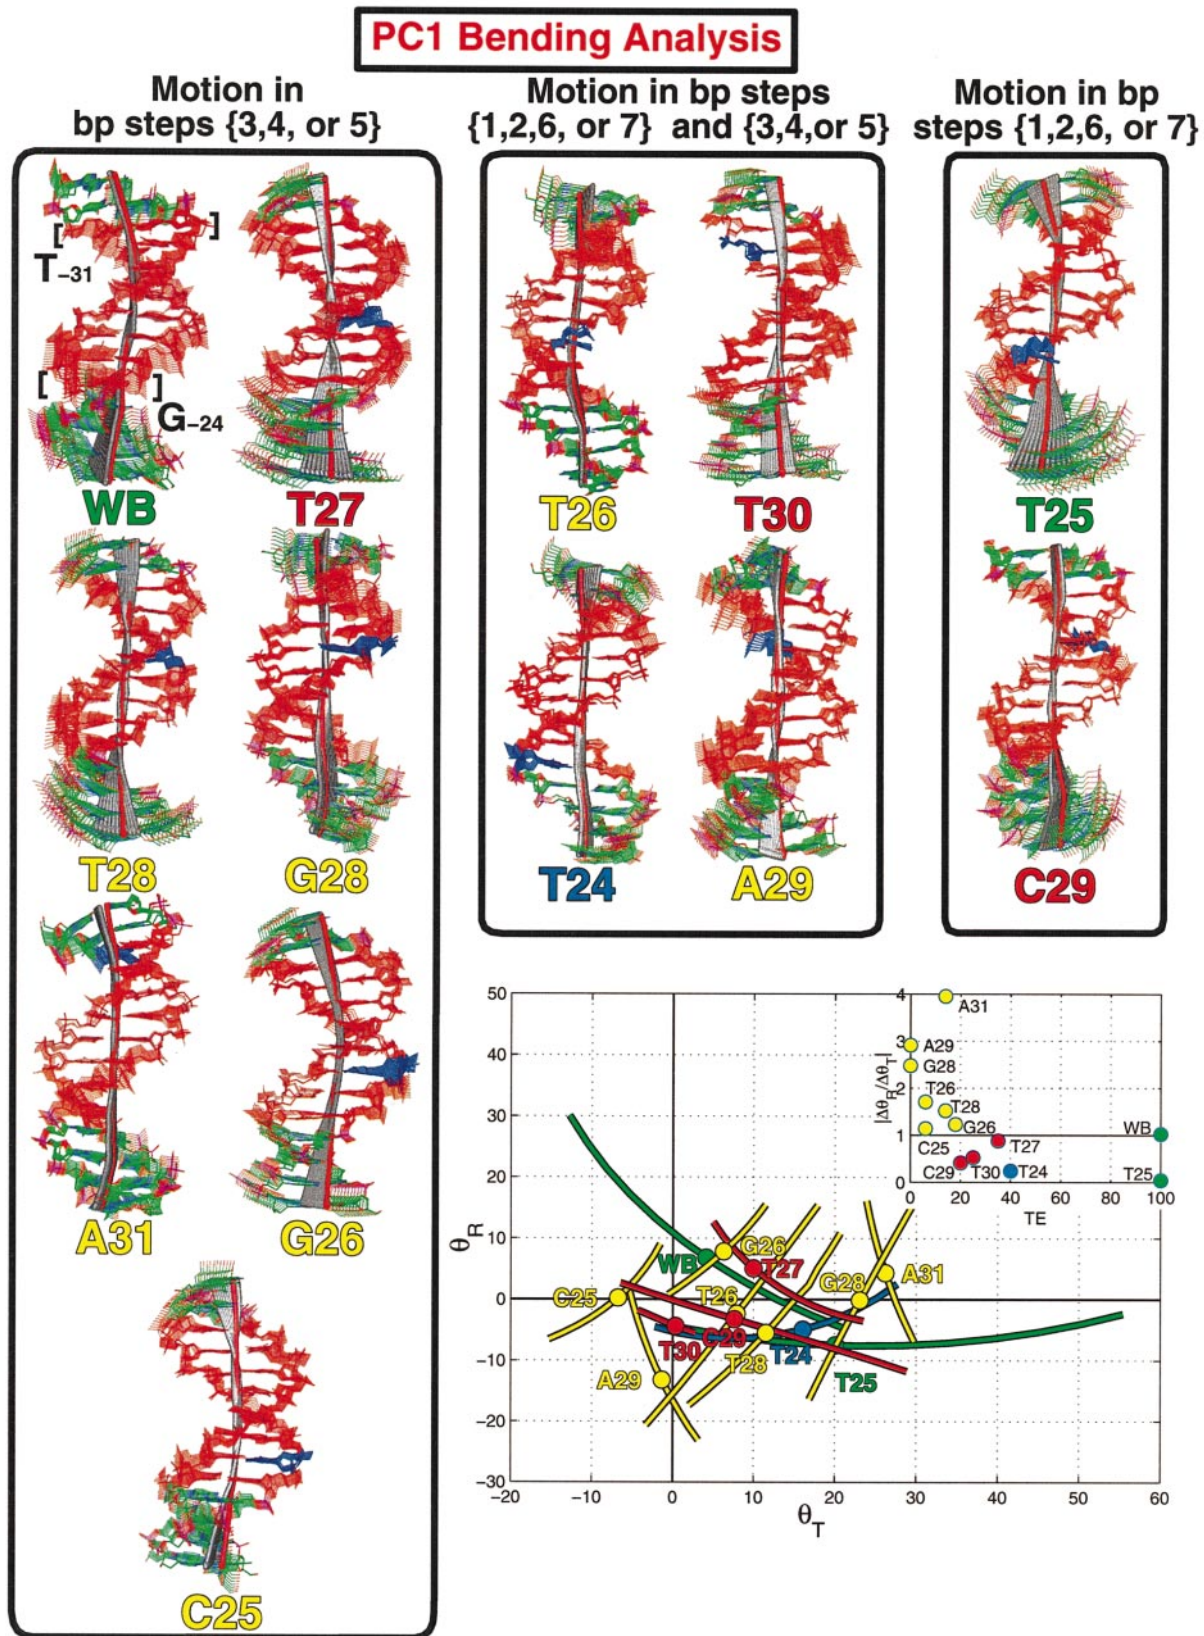 PC1 Bending Analysis
Motion in
bp steps {3,4, or 5}
Motion in bp steps
{1,2,6, or 7} and {3,4,or 5}
Motion in bp
steps {1,2,6, or 7}
[ ]
T-31
[ ]
G-24
WB
T27
T26
T30
T25
T28
G28
T24
A29
C29
A31
G26
C25
50
40
30
20
10
0
−10
−20
−30
θR
−20
−10
0
10
20
30
40
50
60
θT
WB
G26
T27
C25
T26
G28
A31
T30
C29
T28
T24
A29
T25
4
3
2
1
0
|ΔθR/ΔθT|
A31
A29
G28
T26
T28
G26
WB
C25
T27
C29
T30
T24
T25
0
20
40
60
80
100
TE